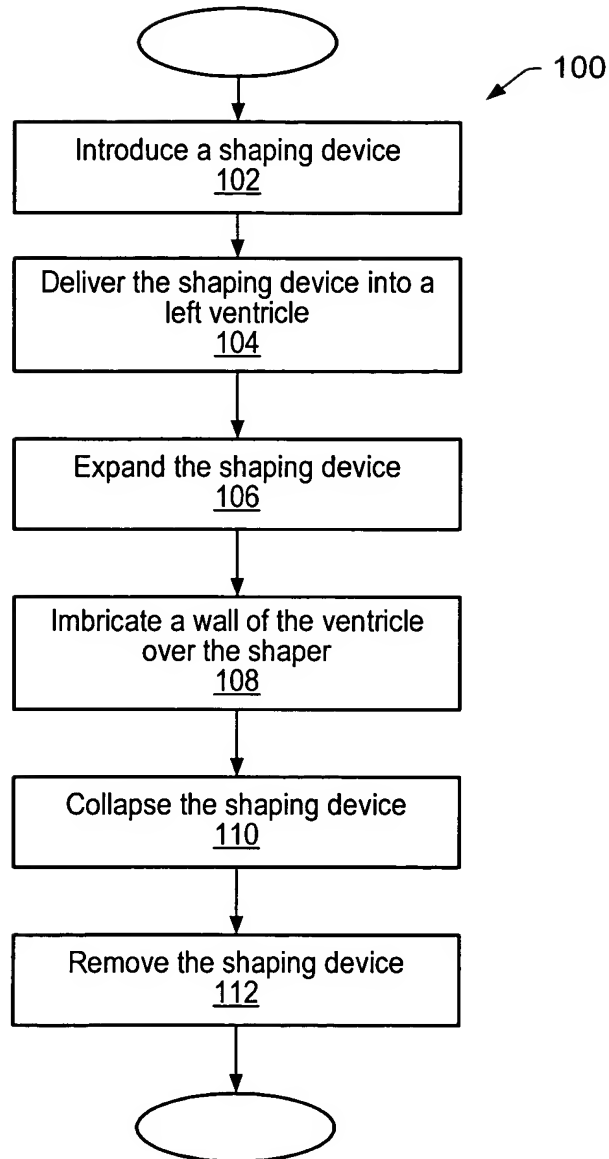 100
Introduce a shaping device
102
Deliver the shaping device into a
left ventricle
104
Expand the shaping device
106
Imbricate a wall of the ventricle
over the shaper
108
Collapse the shaping device
110
Remove the shaping device
112